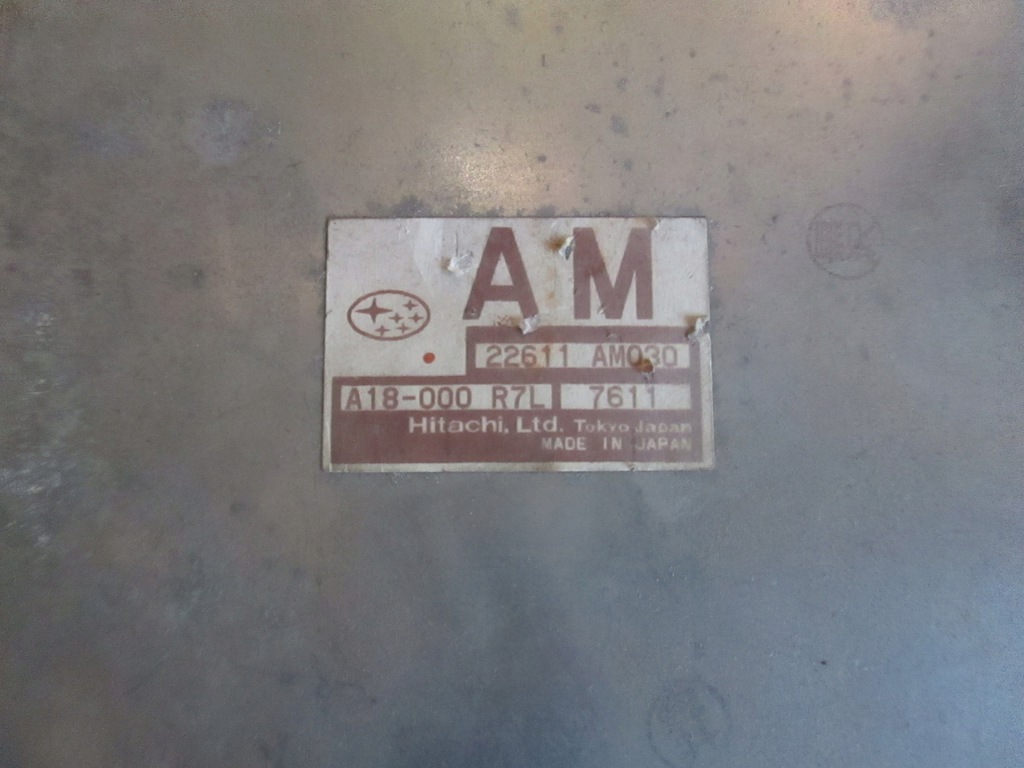 AM
22611 AM030
A18-000 R7L 7611
Hitachi, Ltd. Tokyo Japan
MADE IN JAPAN